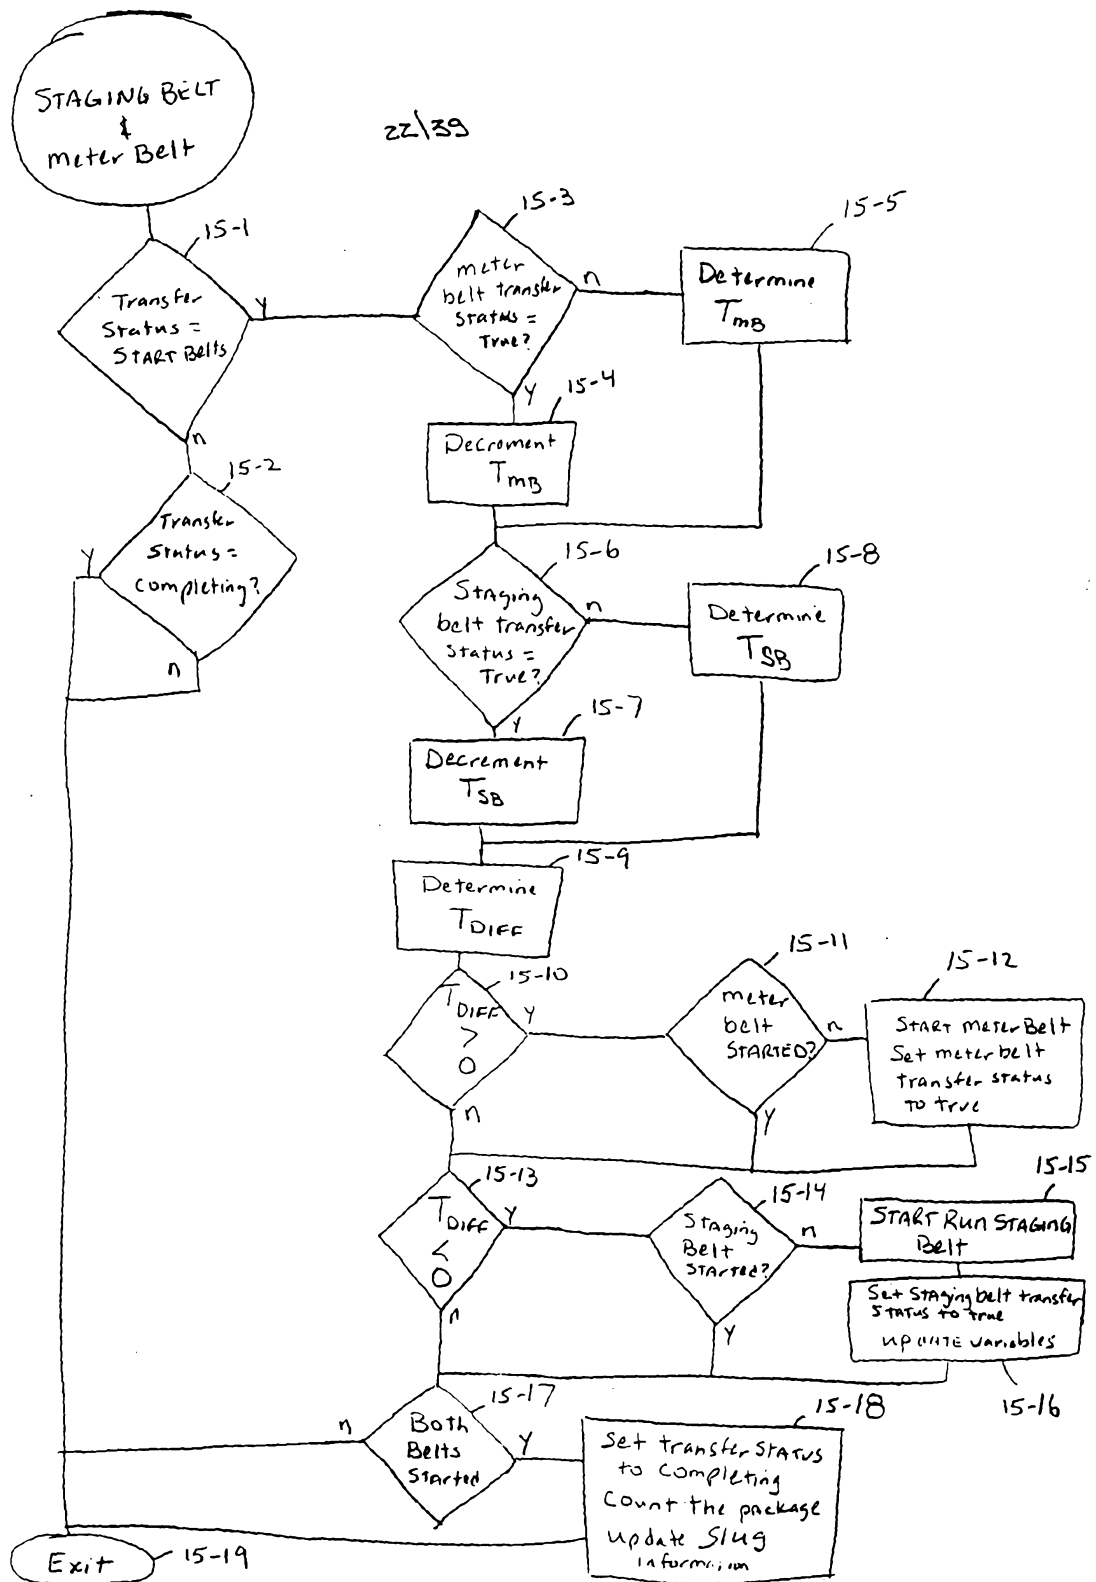 STAGING BELT
&
meter Belt
22\39
15-1
Transfer
Status =
START Belts
Y
n
15-3
meter
belt transfer
Status =
True?
n
Y
15-5
Determine
TmB
15-4
Decrement
TmB
15-2
Transfer
Status =
Completing?
Y
n
15-6
Staging
belt transfer
Status =
True?
n
Y
15-8
Determine
TSB
15-7
Decrement
TSB
15-9
Determine
TDIFF
15-10
TDIFF
>
0
Y
n
15-11
meter
belt
STARTED?
n
Y
15-12
START meter Belt
Set meter belt
transfer status
to true
15-13
TDIFF
<
0
Y
n
15-14
Staging
Belt
Started?
n
Y
15-15
START RUN STAGING
Belt
Set Staging belt transfer
STATUS to true
UPDATE variables
15-16
15-17
Both
Belts
Started
n
Y
15-18
Set transfer STATUS
to completing
Count the package
update Slug
Information
Exit
15-19